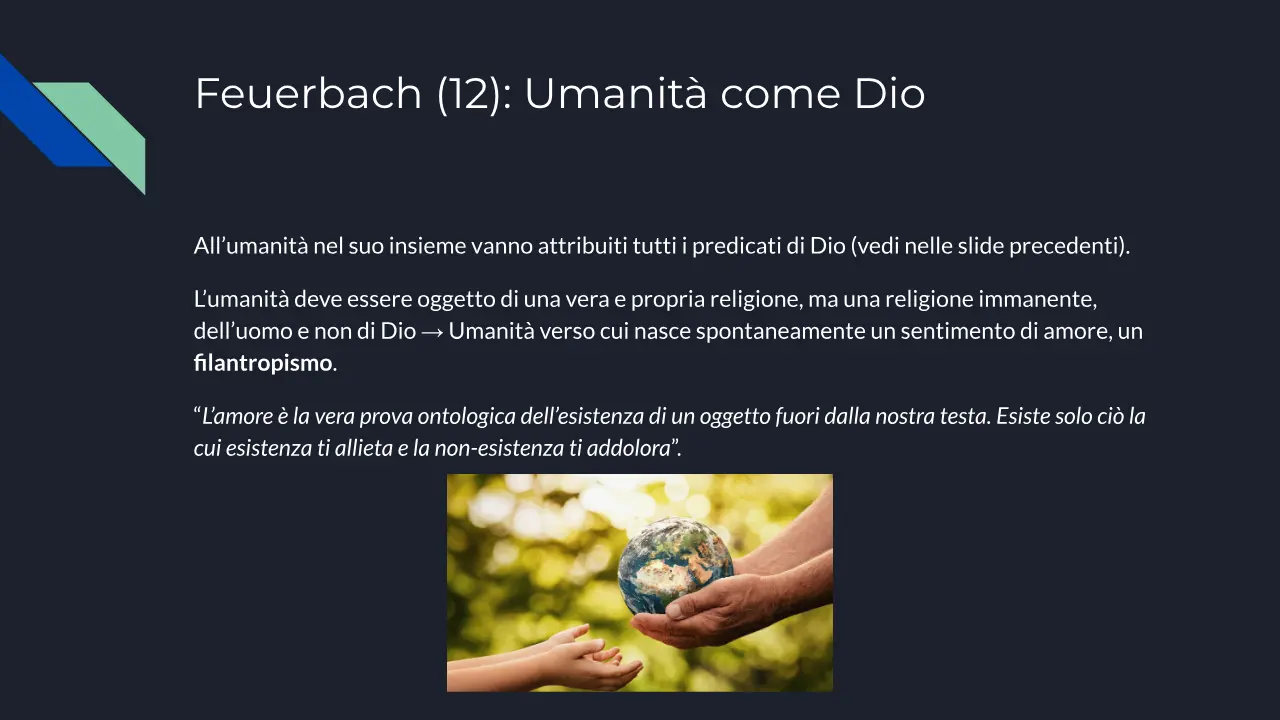 Feuerbach (12): Umanità come Dio
All’umanità nel suo insieme vanno attribuiti tutti i predicati di Dio (vedi nelle slide precedenti).
L’umanità deve essere oggetto di una vera e propria religione, ma una religione immanente,
dell’uomo e non di Dio → Umanità verso cui nasce spontaneamente un sentimento di amore, un
filantropismo.
“L’amore è la vera prova ontologica dell’esistenza di un oggetto fuori dalla nostra testa. Esiste solo ciò la
cui esistenza ti allieta e la non-esistenza ti addolora”.